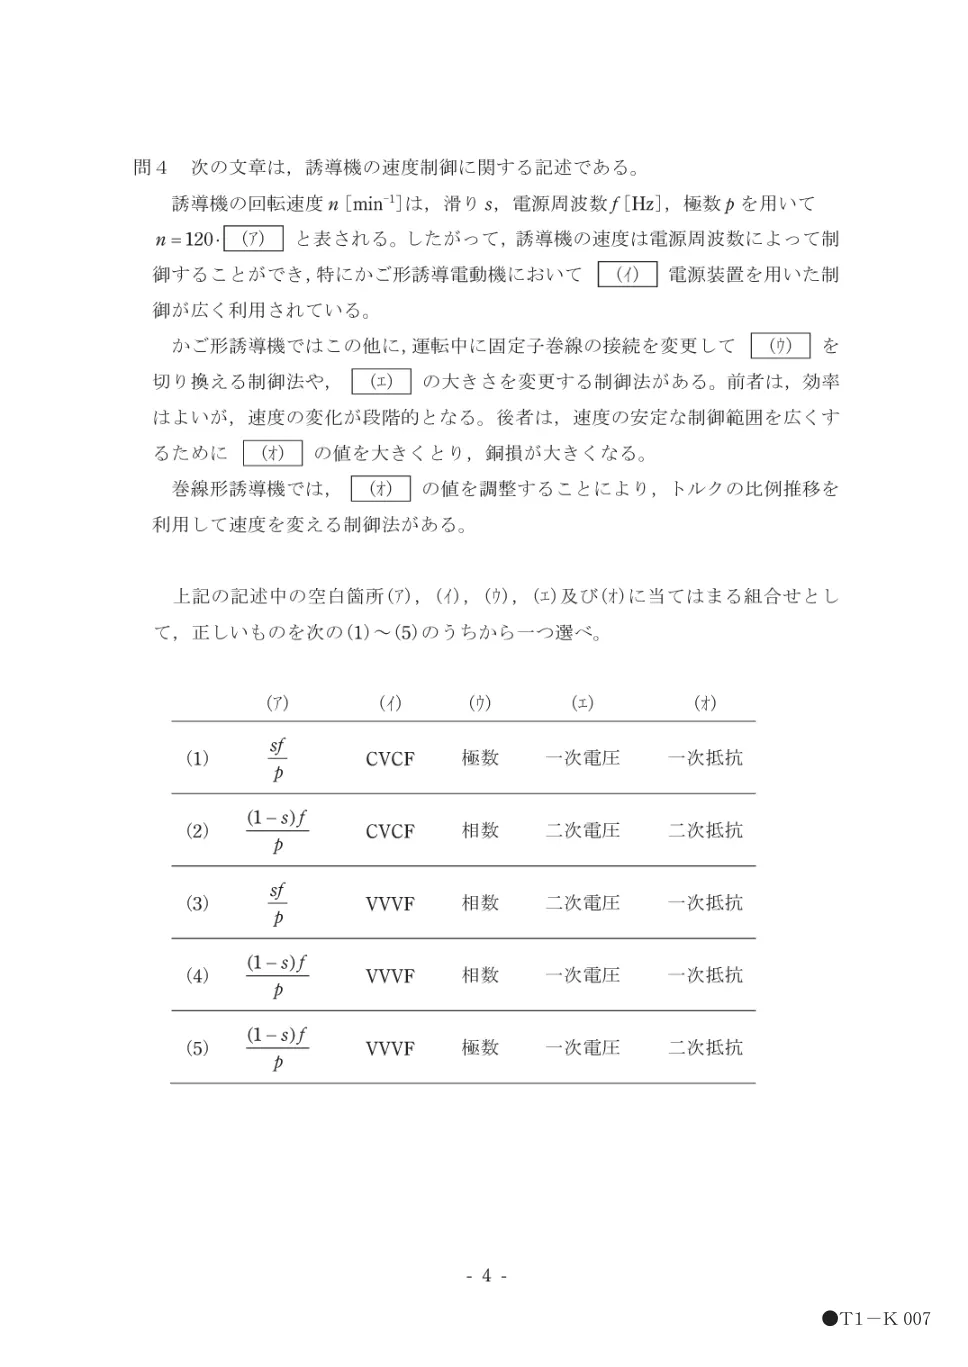 問４　次の文章は，誘導機の速度制御に関する記述である。
誘導機の回転速度 n [min⁻¹]は，滑り s，電源周波数 f [Hz]，極数 p を用いて
n = 120·(ア) と表される。したがって，誘導機の速度は電源周波数によって制
御することができ，特にかご形誘導電動機において (イ) 電源装置を用いた制
御が広く利用されている。
かご形誘導機ではこの他に，運転中に固定子巻線の接続を変更して (ウ) を
切り換える制御法や， (エ) の大きさを変更する制御法がある。前者は，効率
はよいが，速度の変化が段階的となる。後者は，速度の安定な制御範囲を広くす
るために (オ) の値を大きくとり，銅損が大きくなる。
巻線形誘導機では， (オ) の値を調整することにより，トルクの比例推移を
利用して速度を変える制御法がある。
上記の記述中の空白箇所(ア)，(イ)，(ウ)，(エ)及び(オ)に当てはまる組合せとし
て，正しいものを次の(1)～(5)のうちから一つ選べ。
(ア) (イ) (ウ) (エ) (オ)
(1) sf/p CVCF 極数 一次電圧 一次抵抗
(2) (1−s)f/p CVCF 相数 二次電圧 二次抵抗
(3) sf/p VVVF 相数 二次電圧 一次抵抗
(4) (1−s)f/p VVVF 相数 一次電圧 一次抵抗
(5) (1−s)f/p VVVF 極数 一次電圧 二次抵抗
- 4 -
●T1－K 007